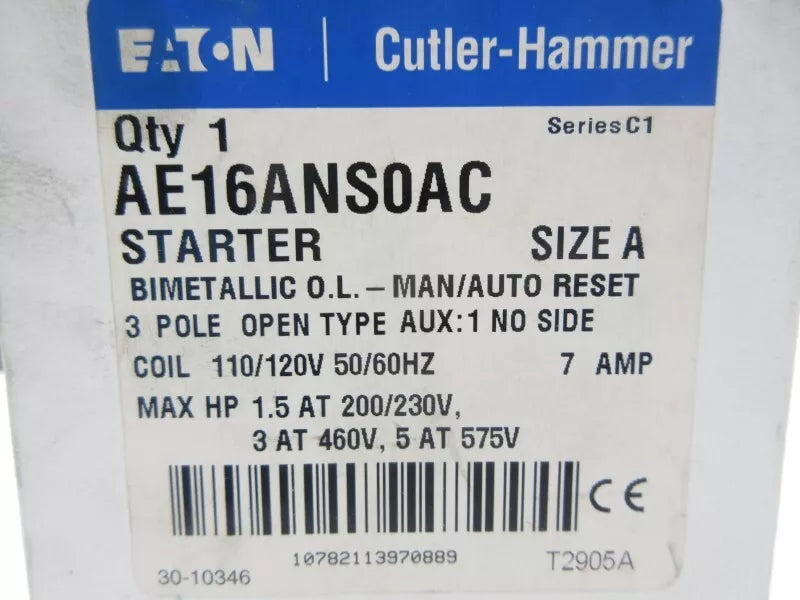 EATON | Cutler-Hammer
Qty 1 Series C1
AE16ANS0AC
STARTER SIZE A
BIMETALLIC O.L. – MAN/AUTO RESET
3 POLE OPEN TYPE AUX:1 NO SIDE
COIL 110/120V 50/60HZ 7 AMP
MAX HP 1.5 AT 200/230V,
3 AT 460V, 5 AT 575V
CE
10782113970889
30-10346 T2905A